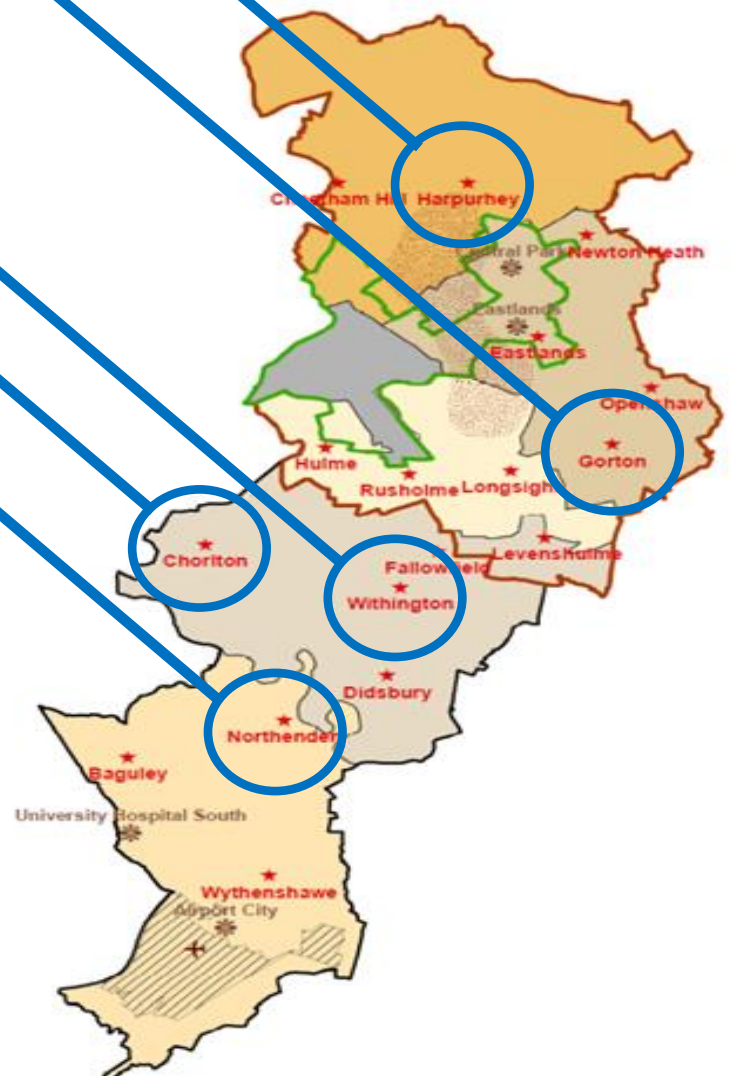 Cheetham Hill
Harpurhey
Central Park
Newton Heath
Eastlands
Eastlands
Openshaw
Gorton
Hulme
Rusholme
Longsight
Levenshulme
Chorlton
Fallowfield
Withington
Didsbury
Northenden
Baguley
University Hospital South
Wythenshawe
Airport City